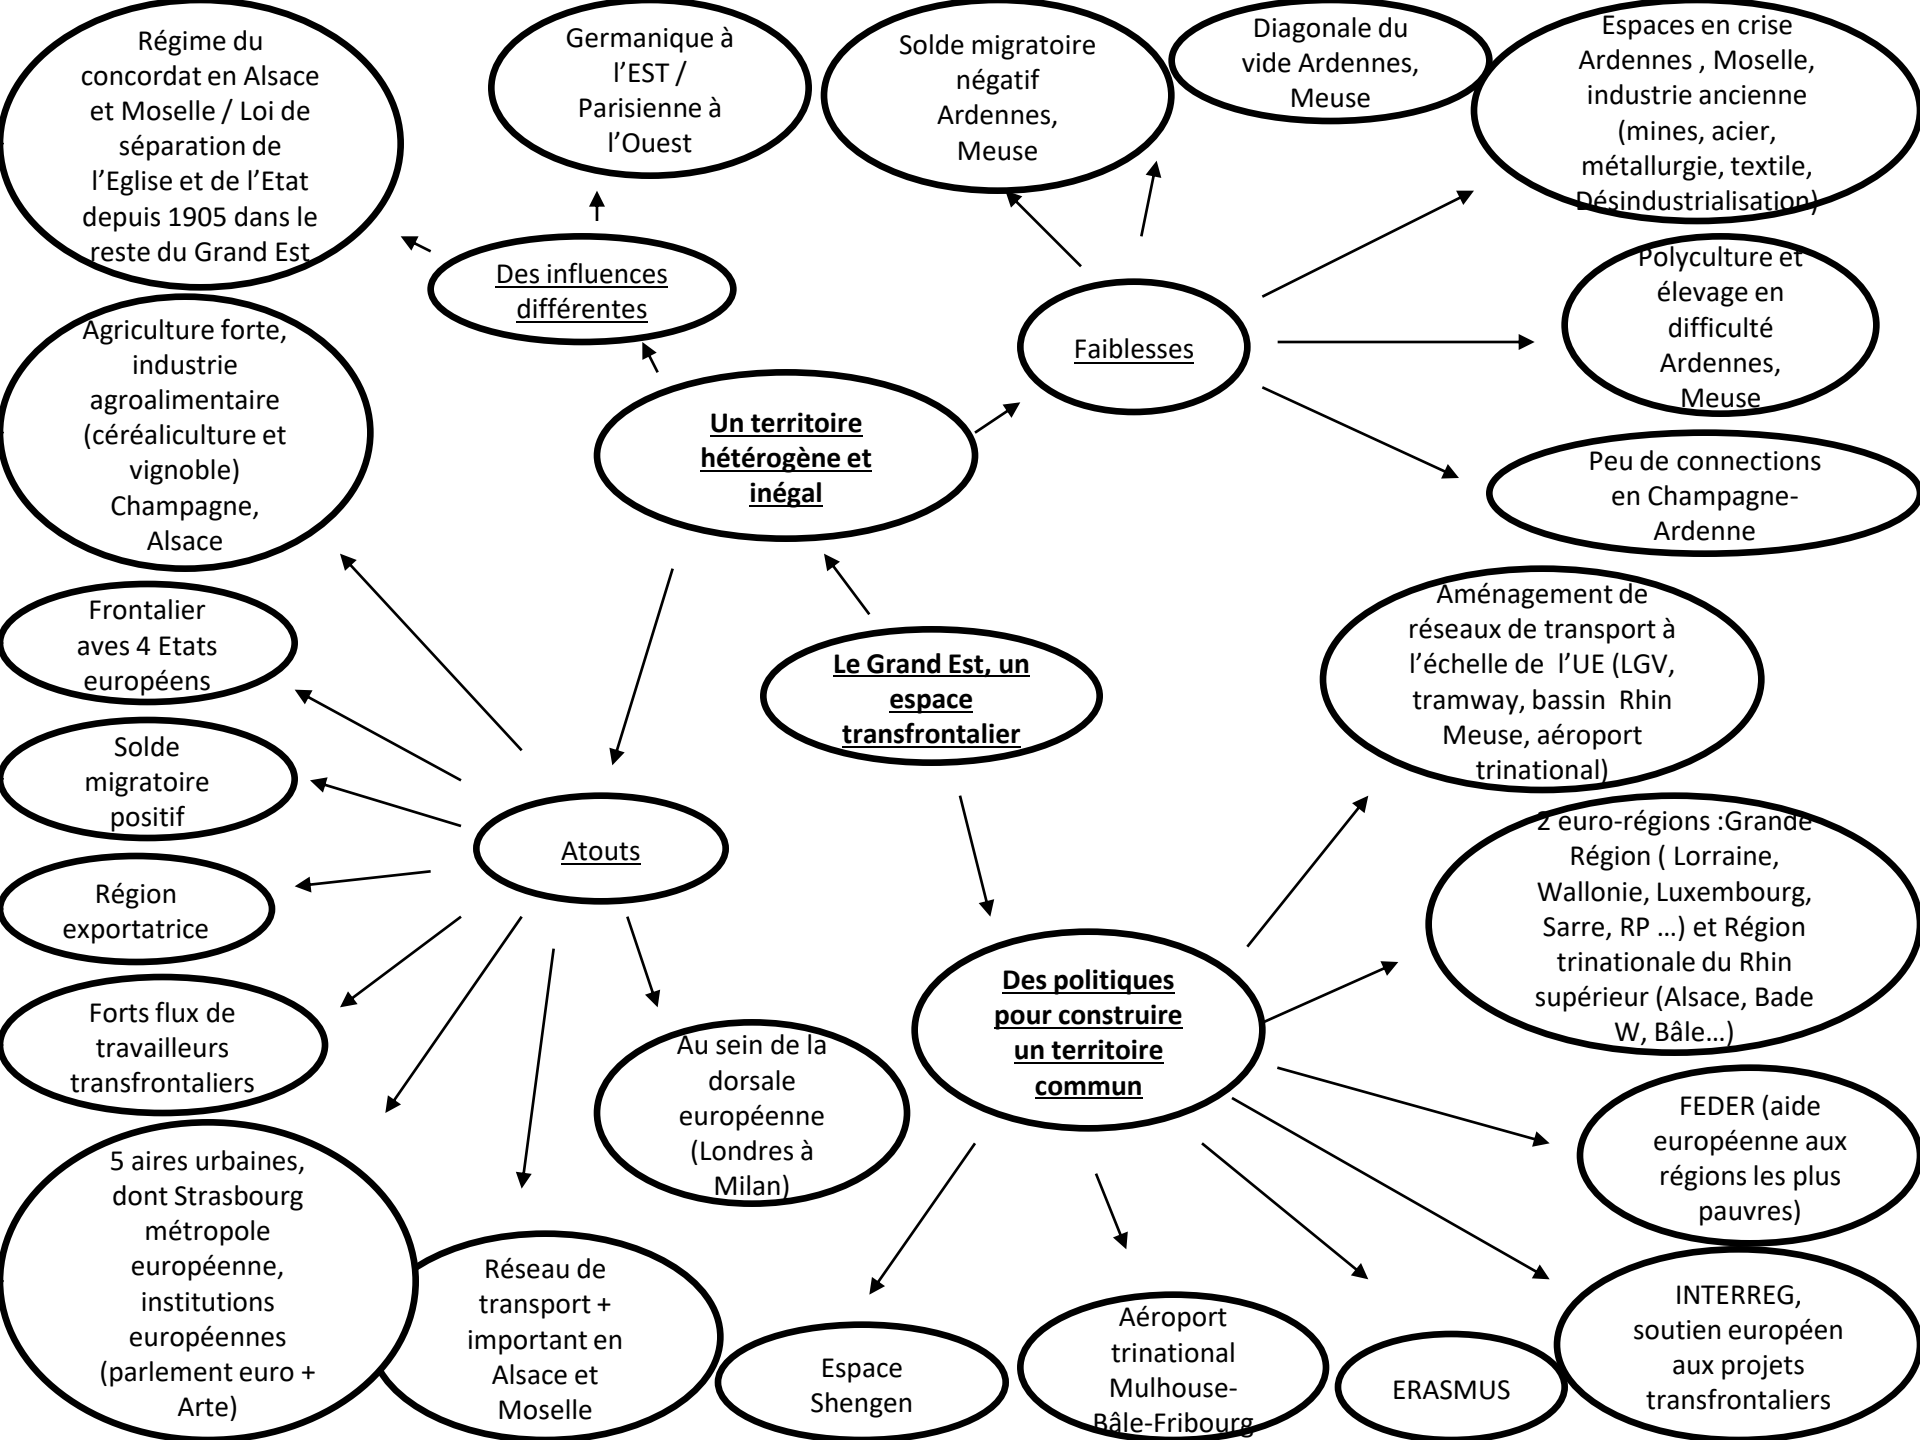 Régime du
concordat en Alsace
et Moselle / Loi de
séparation de
l’Eglise et de l’Etat
depuis 1905 dans le
reste du Grand Est
Germanique à
l’EST /
Parisienne à
l’Ouest
Solde migratoire
négatif
Ardennes,
Meuse
Diagonale du
vide Ardennes,
Meuse
Espaces en crise
Ardennes , Moselle,
industrie ancienne
(mines, acier,
métallurgie, textile,
Désindustrialisation)
Des influences
différentes
Faiblesses
Polyculture et
élevage en
difficulté
Ardennes,
Meuse
Agriculture forte,
industrie
agroalimentaire
(céréaliculture et
vignoble)
Champagne,
Alsace
Un territoire
hétérogène et
inégal
Peu de connections
en Champagne-
Ardenne
Frontalier
aves 4 Etats
européens
Le Grand Est, un
espace
transfrontalier
Aménagement de
réseaux de transport à
l’échelle de  l’UE (LGV,
tramway, bassin  Rhin
Meuse, aéroport
trinational)
Solde
migratoire
positif
Atouts
2 euro-régions :Grande
Région ( Lorraine,
Wallonie, Luxembourg,
Sarre, RP …) et Région
trinationale du Rhin
supérieur (Alsace, Bade
W, Bâle…)
Région
exportatrice
Des politiques
pour construire
un territoire
commun
Forts flux de
travailleurs
transfrontaliers
Au sein de la
dorsale
européenne
(Londres à
Milan)
FEDER (aide
européenne aux
régions les plus
pauvres)
5 aires urbaines,
dont Strasbourg
métropole
européenne,
institutions
européennes
(parlement euro +
Arte)
Réseau de
transport +
important en
Alsace et
Moselle
Espace
Shengen
Aéroport
trinational
Mulhouse-
Bâle-Fribourg
ERASMUS
INTERREG,
soutien européen
aux projets
transfrontaliers